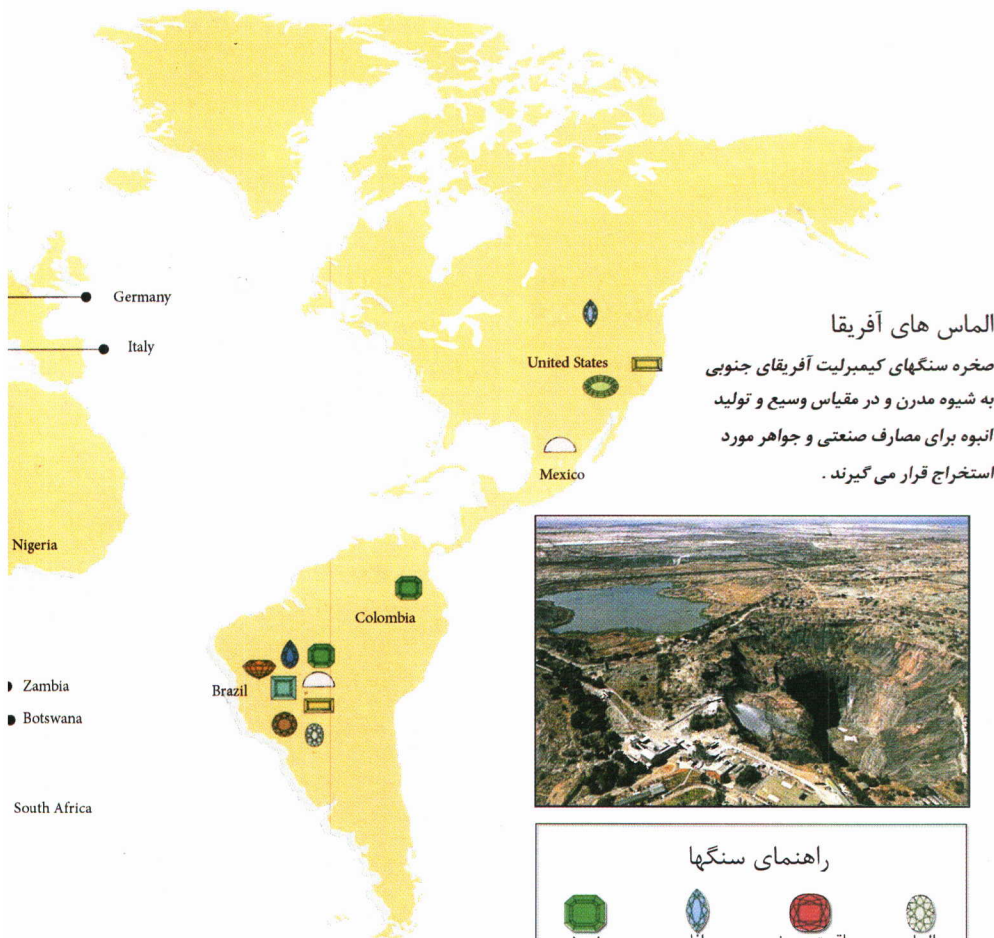 Germany
Italy
United States
Mexico
Nigeria
Colombia
Brazil
Zambia
Botswana
South Africa
الماس های آفریقا
صخره سنگهای کیمبرلیت آفریقای جنوبی
به شیوه مدرن و در مقیاس وسیع و تولید
انبوه برای مصارف صنعتی و جواهر مورد
استخراج قرار می گیرند .
راهنمای سنگها